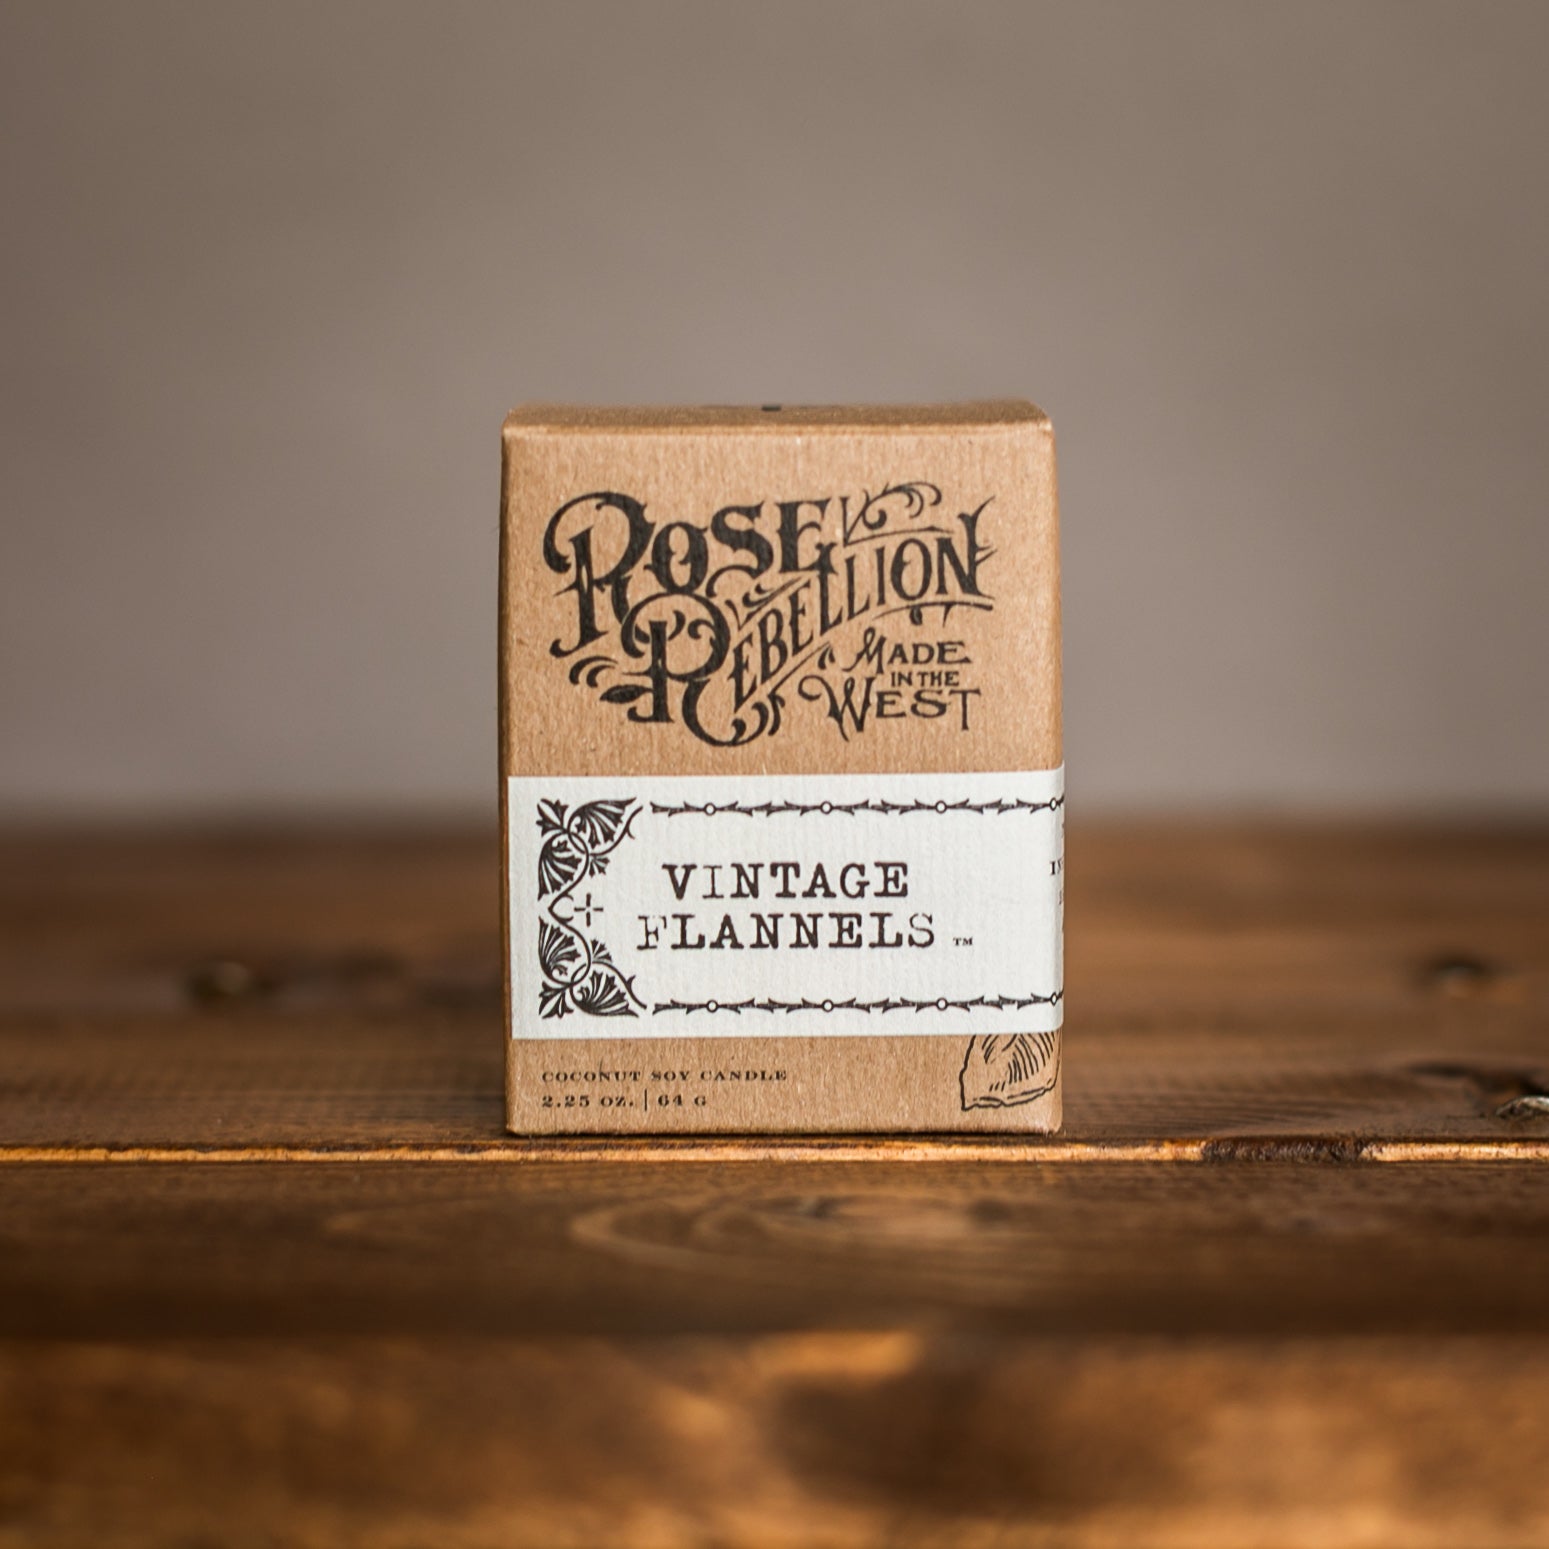 ROSE
REBELLION
MADE
IN THE
WEST
VINTAGE
FLANNELS ™
COCONUT SOY CANDLE
2.25 OZ. | 64 G